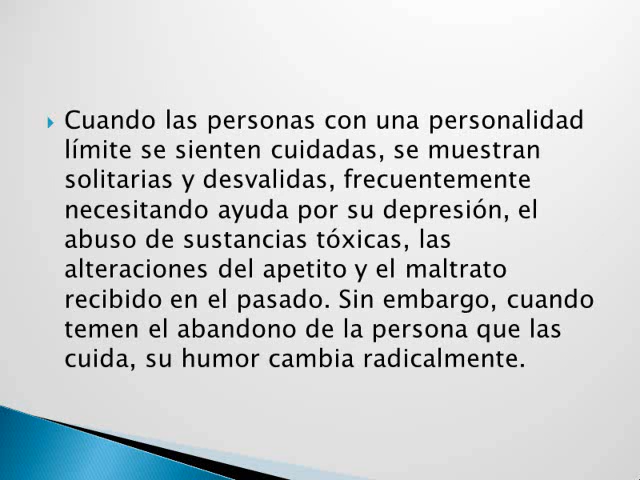 Cuando las personas con una personalidad
límite se sienten cuidadas, se muestran
solitarias y desvalidas, frecuentemente
necesitando ayuda por su depresión, el
abuso de sustancias tóxicas, las
alteraciones del apetito y el maltrato
recibido en el pasado. Sin embargo, cuando
temen el abandono de la persona que las
cuida, su humor cambia radicalmente.